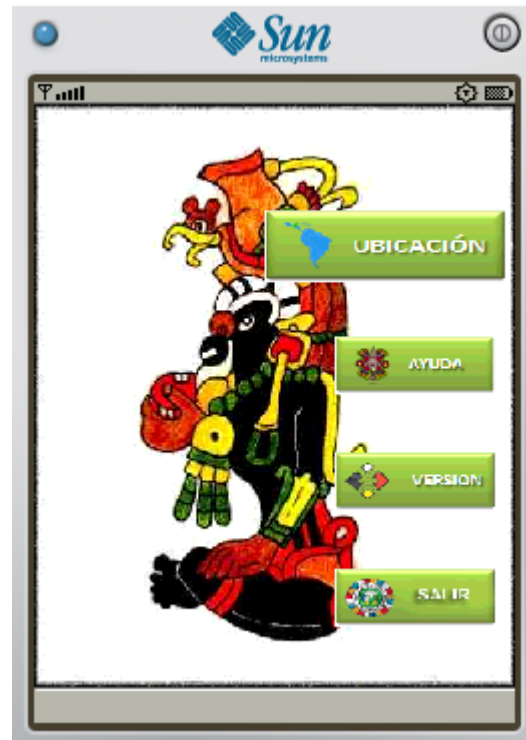 Sun
microsystems
UBICACIÓN
AYUDA
VERSION
SALIR